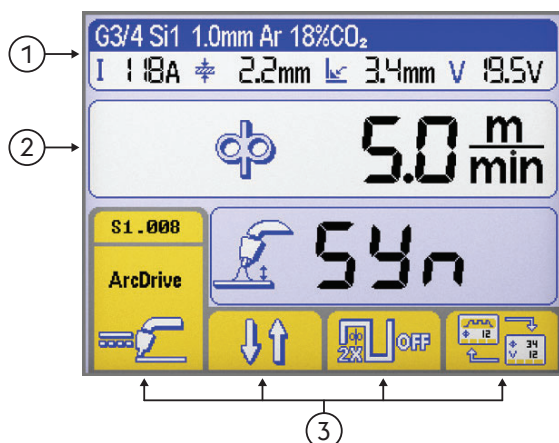 G3/4 Si1 1.0mm Ar 18%CO₂
1
I 118A 2.2mm 3.4mm V 19.5V
2
5.0 m/min
S1.008
Syn
ArcDrive
2X OFF
12
V 12
34
3